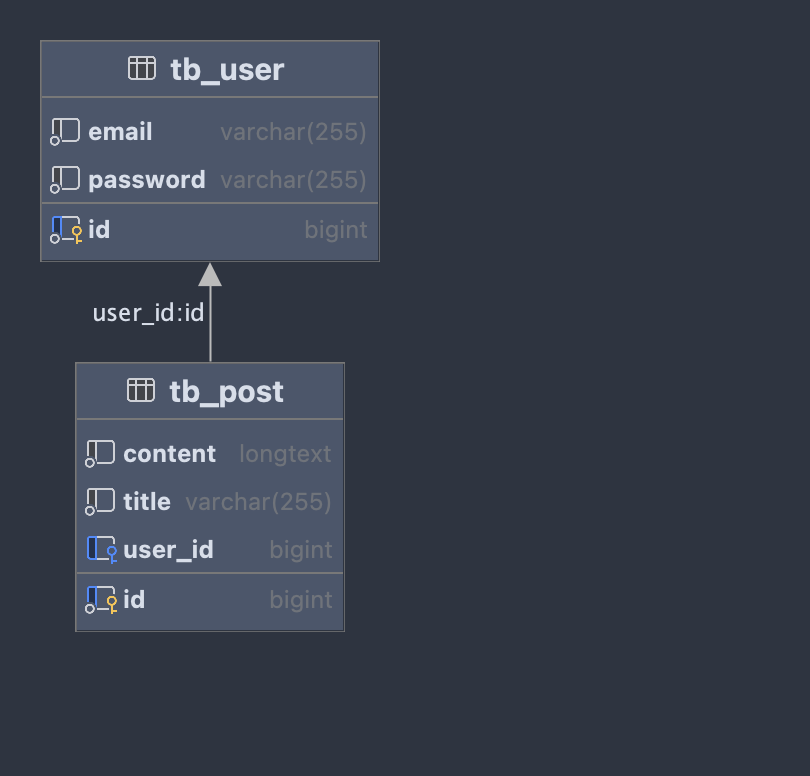 tb_user
email varchar(255)
password varchar(255)
id bigint
user_id:id
tb_post
content longtext
title varchar(255)
user_id bigint
id bigint